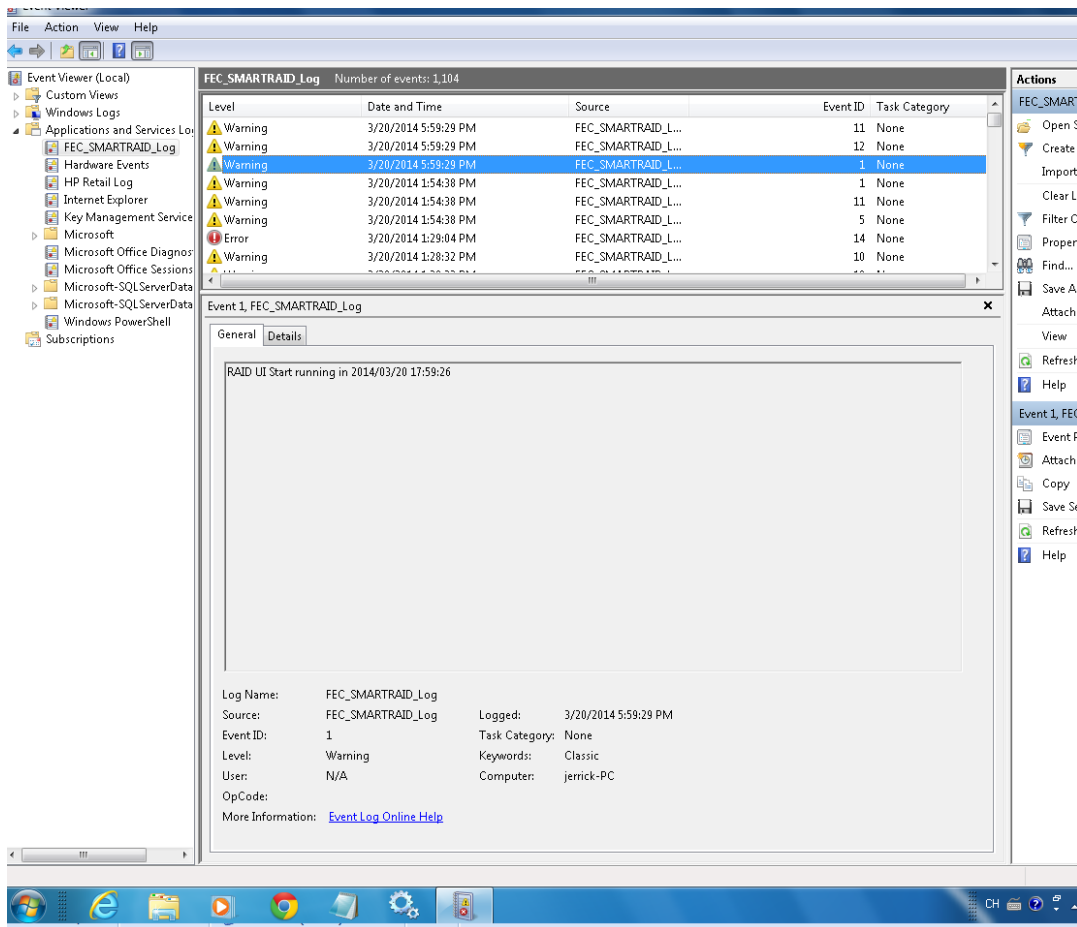 Event Viewer
File Action View Help
Event Viewer (Local)
Custom Views
Windows Logs
Applications and Services Lo
FEC_SMARTRAID_Log
Hardware Events
HP Retail Log
Internet Explorer
Key Management Service
Microsoft
Microsoft Office Diagnos
Microsoft Office Sessions
Microsoft-SQLServerData
Microsoft-SQLServerData
Windows PowerShell
Subscriptions
FEC_SMARTRAID_Log Number of events: 1,104
Level Date and Time Source Event ID Task Category
Warning 3/20/2014 5:59:29 PM FEC_SMARTRAID_L... 11 None
Warning 3/20/2014 5:59:29 PM FEC_SMARTRAID_L... 12 None
Warning 3/20/2014 5:59:29 PM FEC_SMARTRAID_L... 1 None
Warning 3/20/2014 1:54:38 PM FEC_SMARTRAID_L... 1 None
Warning 3/20/2014 1:54:38 PM FEC_SMARTRAID_L... 11 None
Warning 3/20/2014 1:54:38 PM FEC_SMARTRAID_L... 5 None
Error 3/20/2014 1:29:04 PM FEC_SMARTRAID_L... 14 None
Warning 3/20/2014 1:28:32 PM FEC_SMARTRAID_L... 10 None
Event 1, FEC_SMARTRAID_Log
General Details
RAID UI Start running in 2014/03/20 17:59:26
Log Name: FEC_SMARTRAID_Log
Source: FEC_SMARTRAID_Log Logged: 3/20/2014 5:59:29 PM
Event ID: 1 Task Category: None
Level: Warning Keywords: Classic
User: N/A Computer: jerrick-PC
OpCode:
More Information: Event Log Online Help
Actions
FEC_SMAR
Open S
Create
Import
Clear L
Filter C
Proper
Find...
Save A
Attach
View
Refresh
Help
Event 1, FEC
Event P
Attach
Copy
Save Se
Refresh
Help
CH